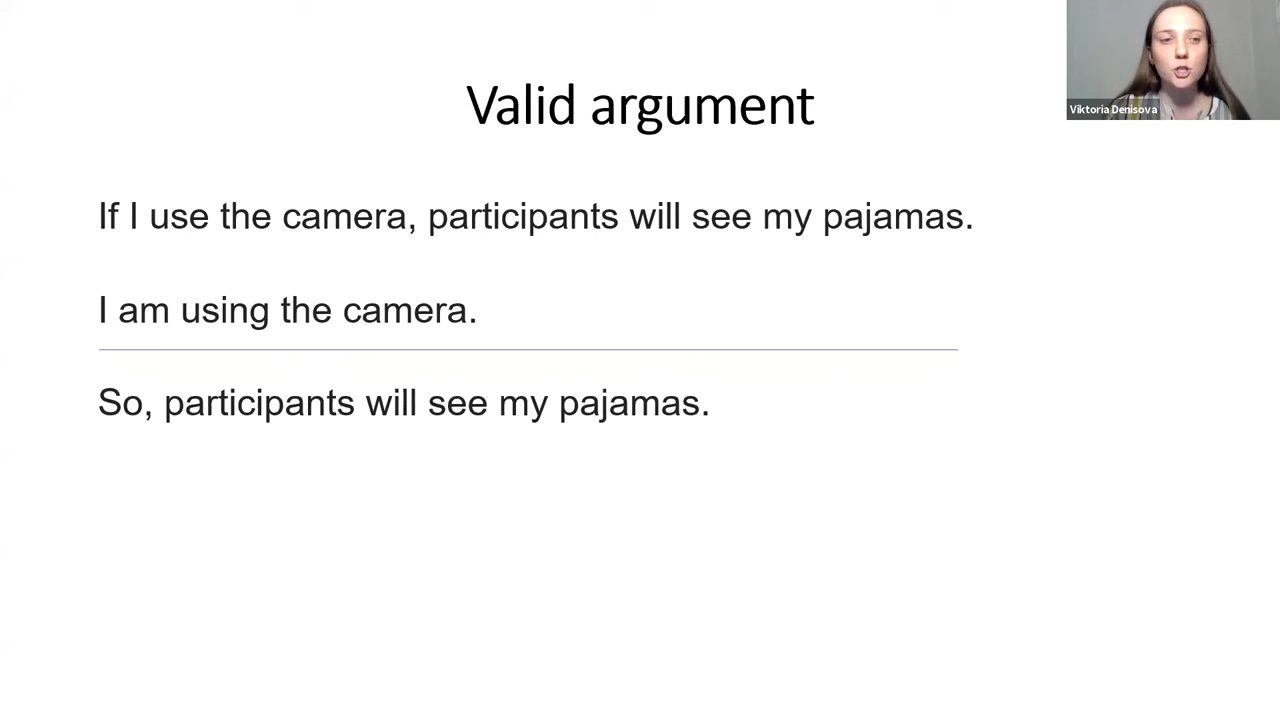 Valid argument
Viktoria Denisova
If I use the camera, participants will see my pajamas.
I am using the camera.
So, participants will see my pajamas.